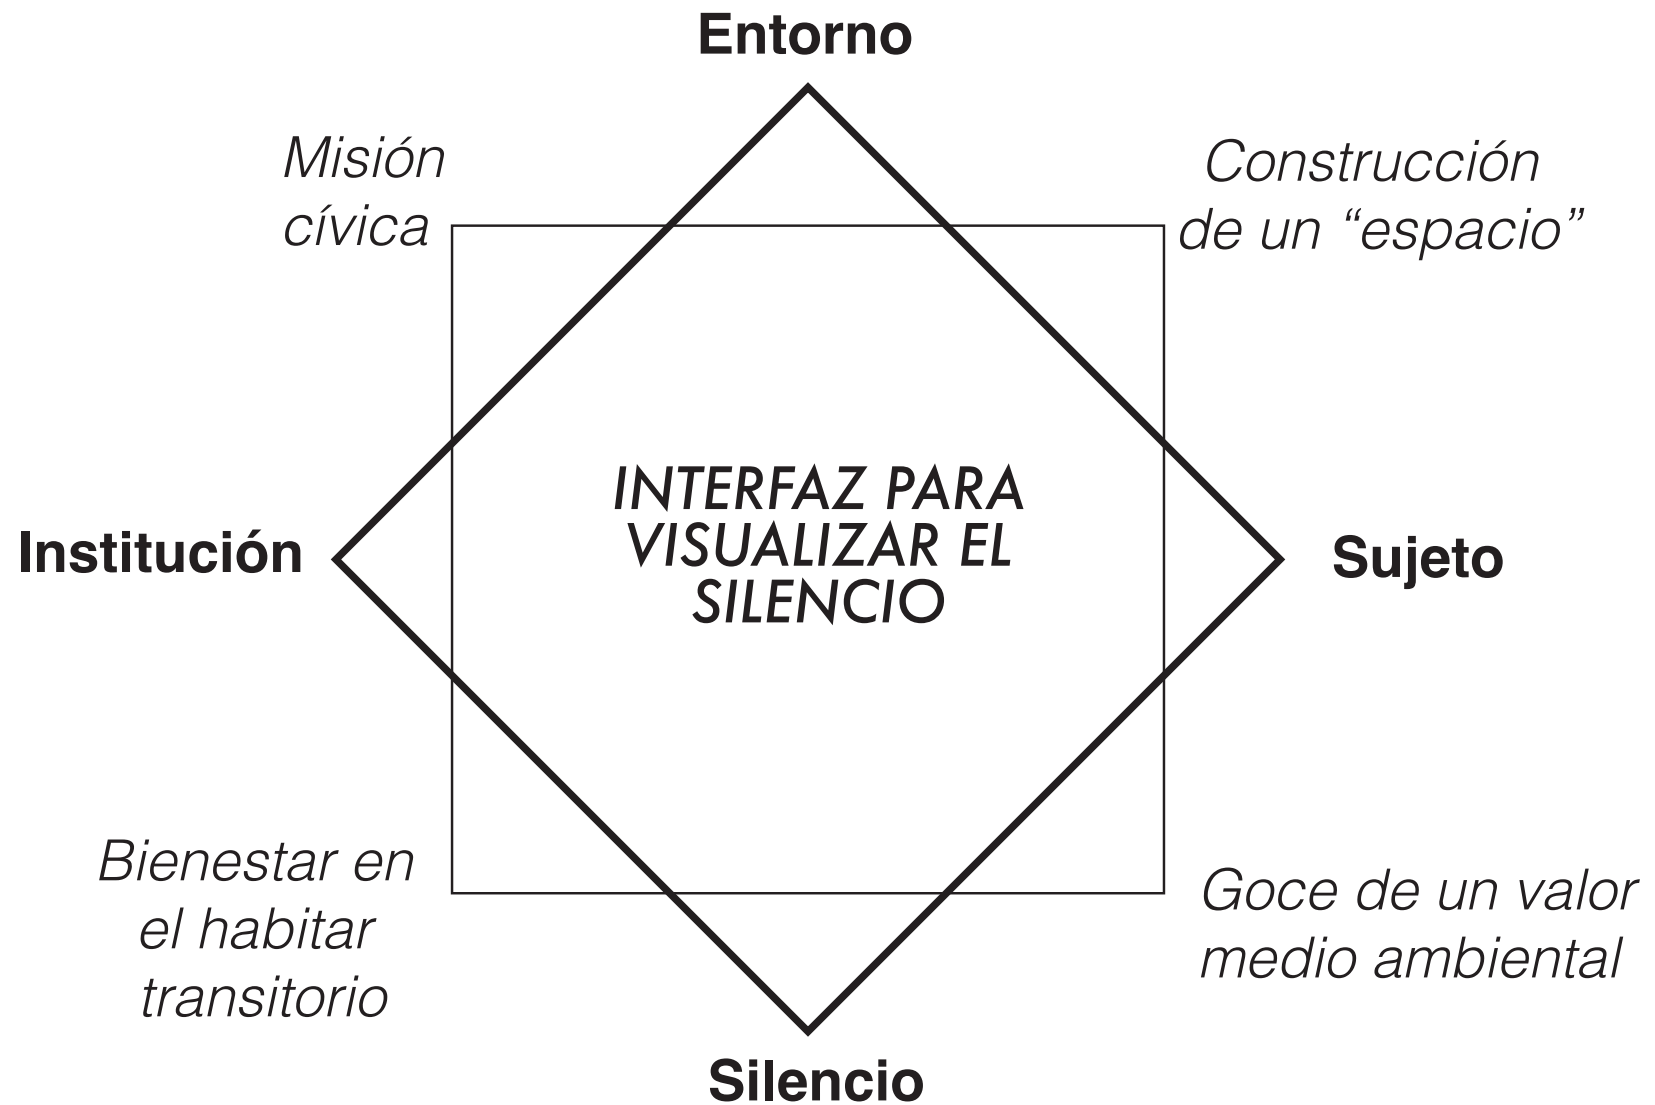 Entorno
Misión
cívica
Construcción
de un “espacio”
INTERFAZ PARA
VISUALIZAR EL
SILENCIO
Institución
Sujeto
Bienestar en
el habitar
transitorio
Goce de un valor
medio ambiental
Silencio